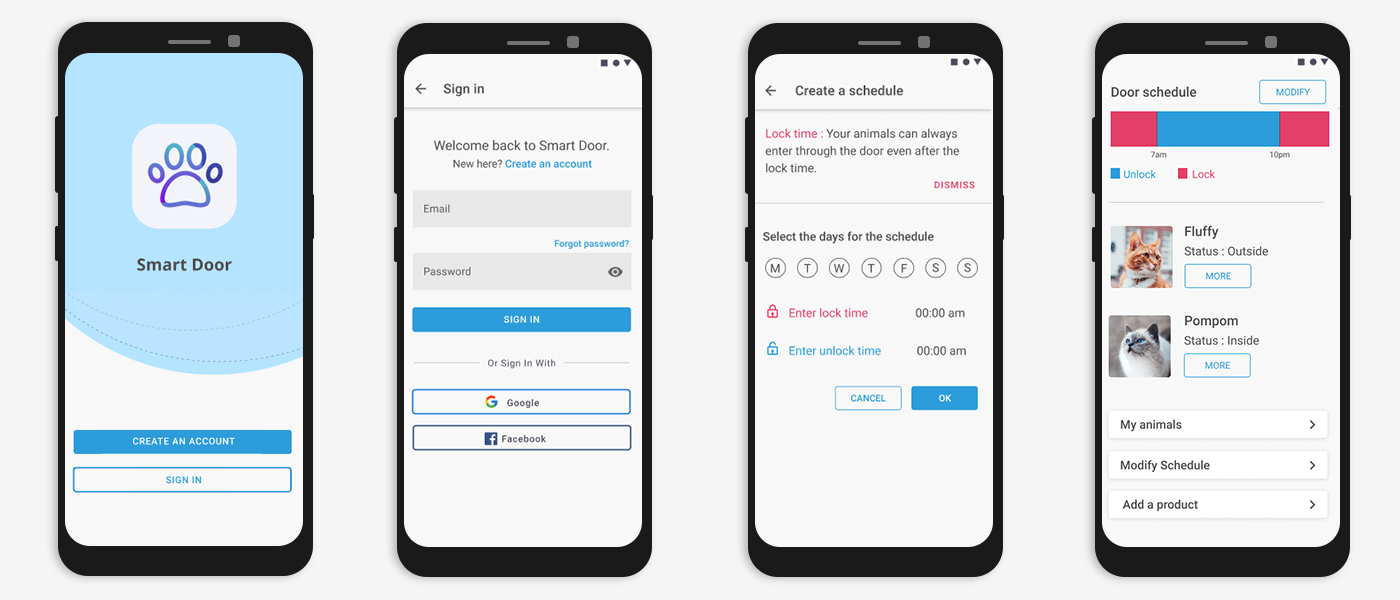 Smart Door
CREATE AN ACCOUNT
SIGN IN
Sign in
Welcome back to Smart Door.
New here? Create an account
Email
Forgot password?
Password
SIGN IN
Or Sign In With
Google
Facebook
Create a schedule
Lock time : Your animals can always
enter through the door even after the
lock time.
DISMISS
Select the days for the schedule
M T W T F S S
Enter lock time 00:00 am
Enter unlock time 00:00 am
CANCEL OK
Door schedule MODIFY
7am 10pm
Unlock Lock
Fluffy
Status : Outside
MORE
Pompom
Status : Inside
MORE
My animals
Modify Schedule
Add a product